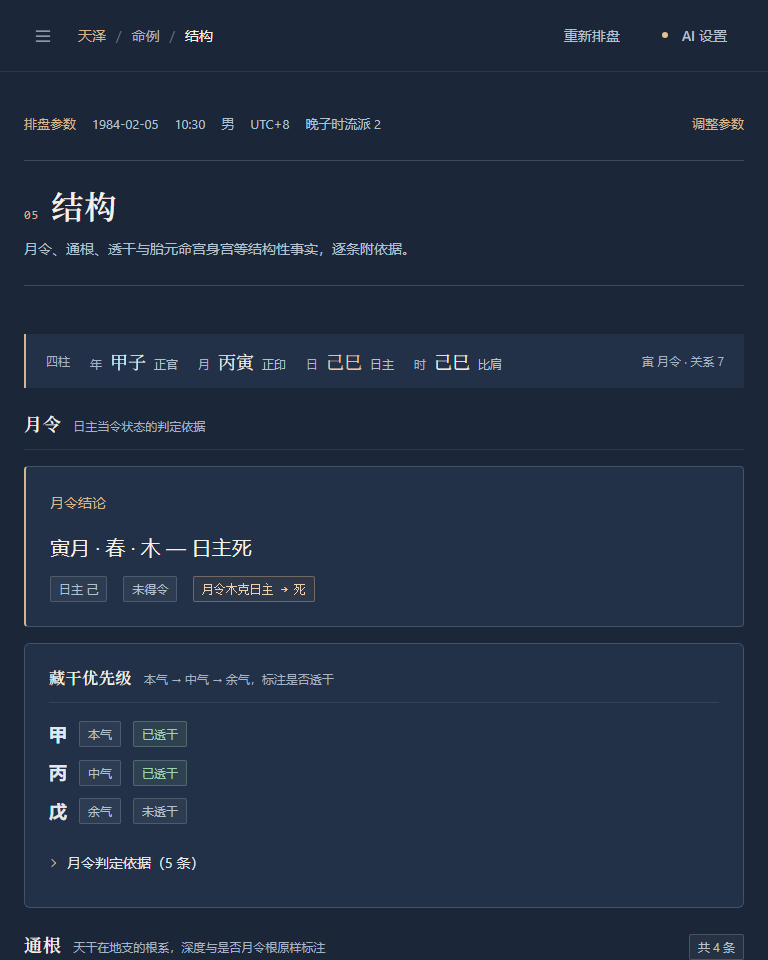 天泽 / 命例 / 结构 重新排盘 AI 设置
排盘参数 1984-02-05 10:30 男 UTC+8 晚子时流派 2 调整参数
05 结构
月令、通根、透干与胎元命宫身宫等结构性事实，逐条附依据。
四柱 年 甲子 正官 月 丙寅 正印 日 己巳 日主 时 己巳 比肩 寅 月令 · 关系 7
月令 日主当令状态的判定依据
月令结论
寅月 · 春 · 木 — 日主死
日主 己 未得令 月令木克日主 → 死
藏干优先级 本气 → 中气 → 余气，标注是否透干
甲 本气 已透干
丙 中气 已透干
戊 余气 未透干
月令判定依据（5 条）
通根 天干在地支的根系，深度与是否月令根原样标注 共 4 条